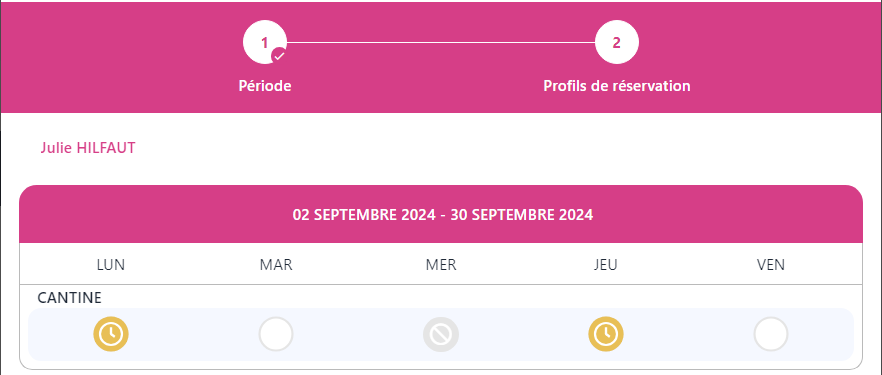 1
2
Période
Profils de réservation
Julie HILFAUT
02 SEPTEMBRE 2024 - 30 SEPTEMBRE 2024
LUN MAR MER JEU VEN
CANTINE